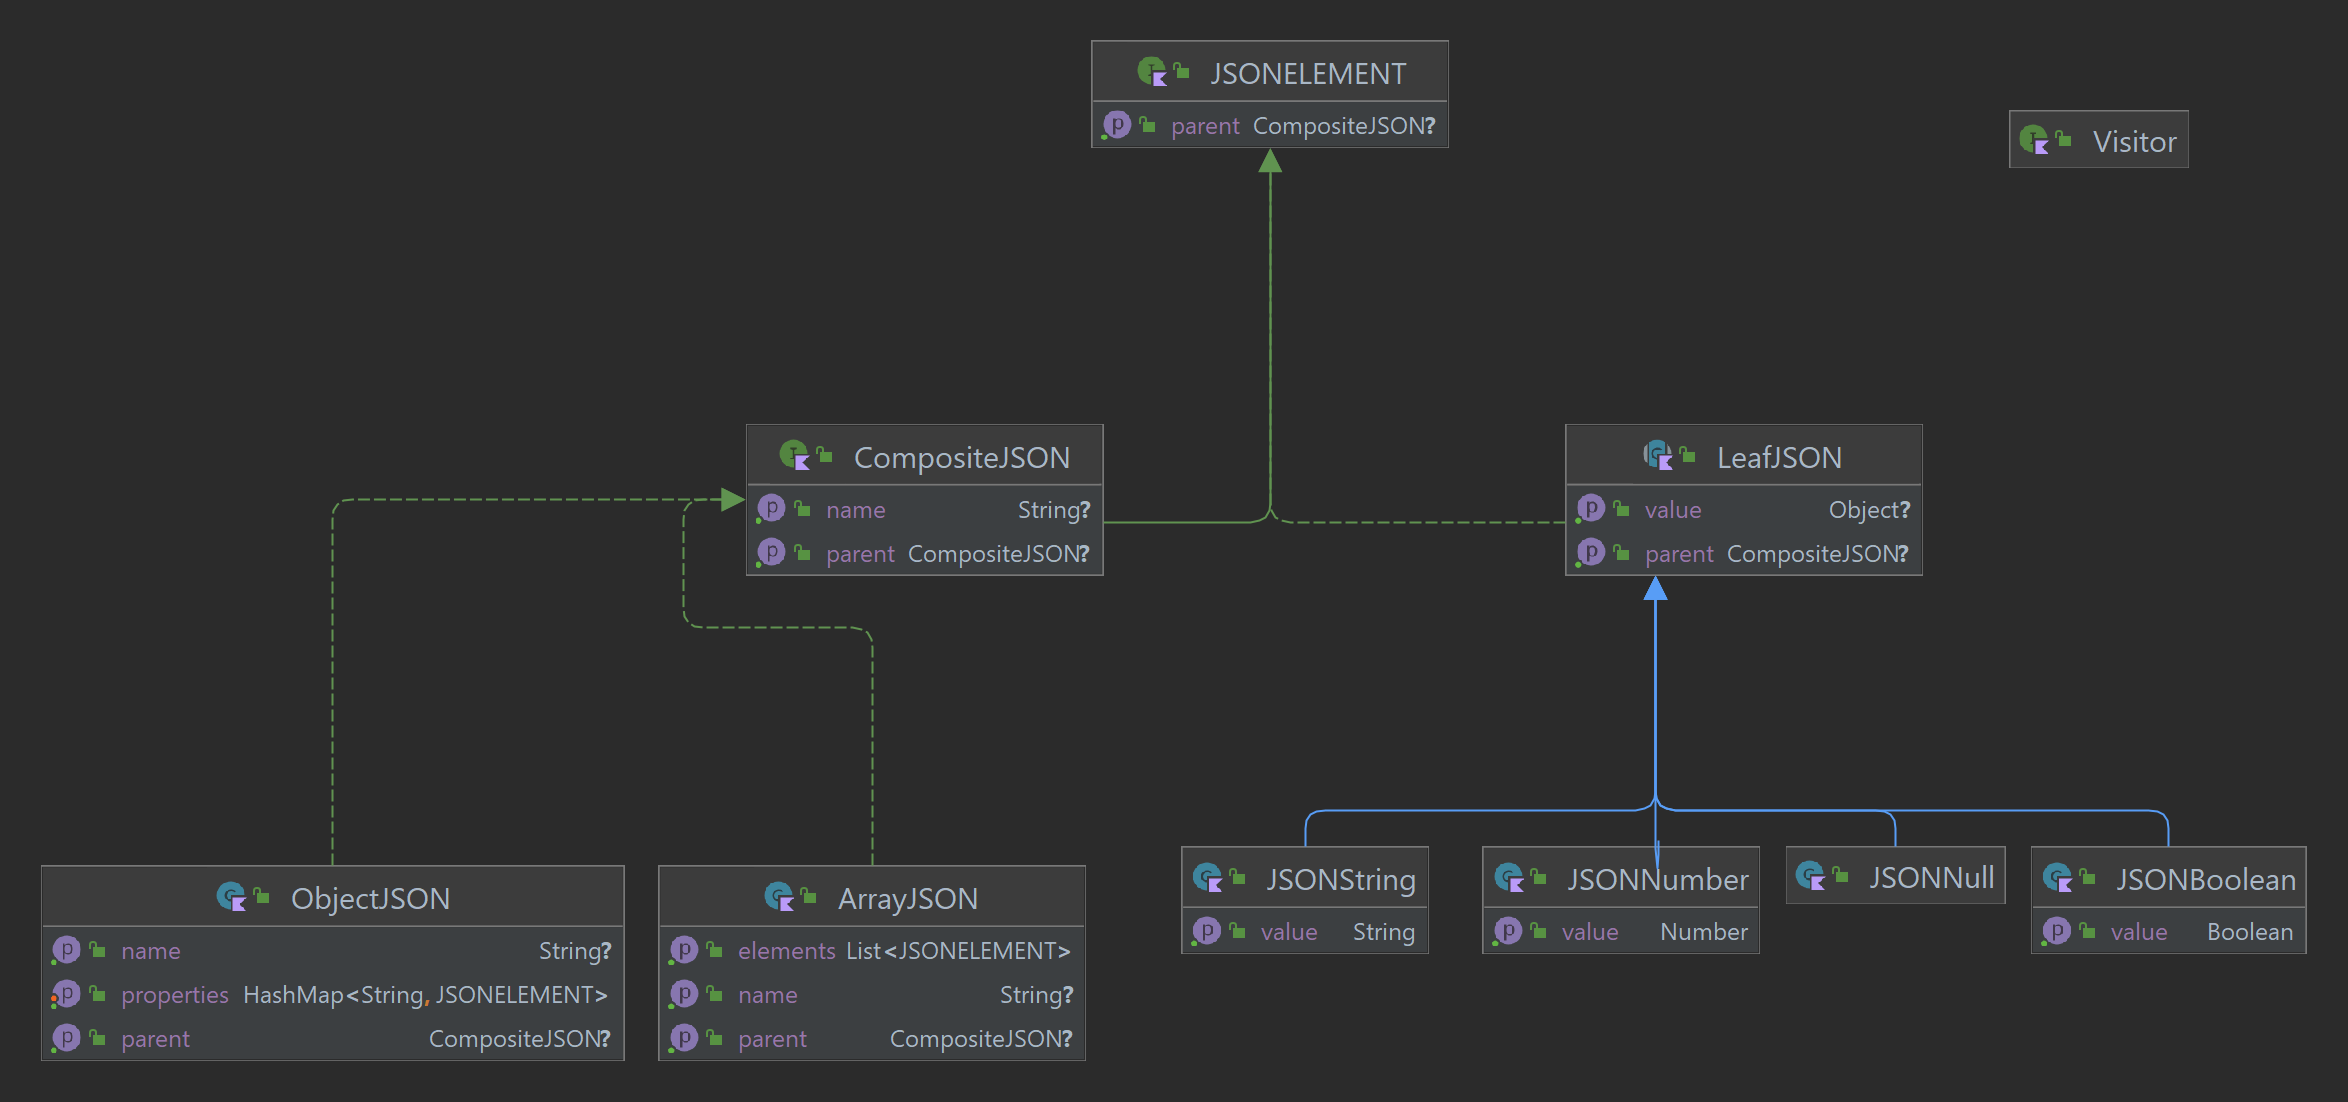 JSONELEMENT
parent CompositeJSON?
Visitor
CompositeJSON
name String?
parent CompositeJSON?
LeafJSON
value Object?
parent CompositeJSON?
ObjectJSON
name String?
properties HashMap<String, JSONELEMENT>
parent CompositeJSON?
ArrayJSON
elements List<JSONELEMENT>
name String?
parent CompositeJSON?
JSONString
value String
JSONNumber
value Number
JSONNull
JSONBoolean
value Boolean